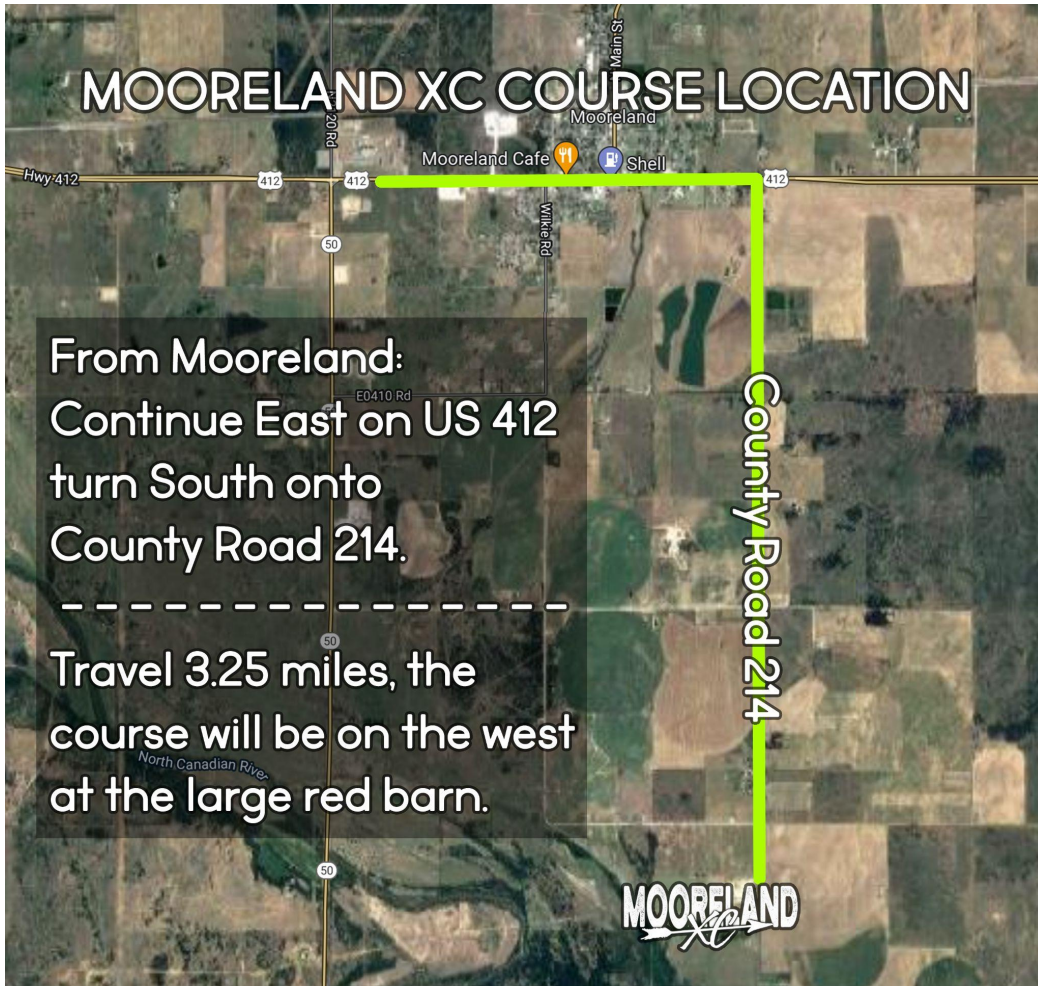 MOORELAND XC COURSE LOCATION
Main St
Mooreland
20 Rd
Mooreland Cafe
Shell
Hwy 412
412
412
412
50
Wilkie Rd
From Mooreland:
Continue East on US 412
turn South onto
County Road 214.
E0410 Rd
County Road 214
50
Travel 3.25 miles, the
course will be on the west
at the large red barn.
North Canadian River
50
MOORELAND
XC